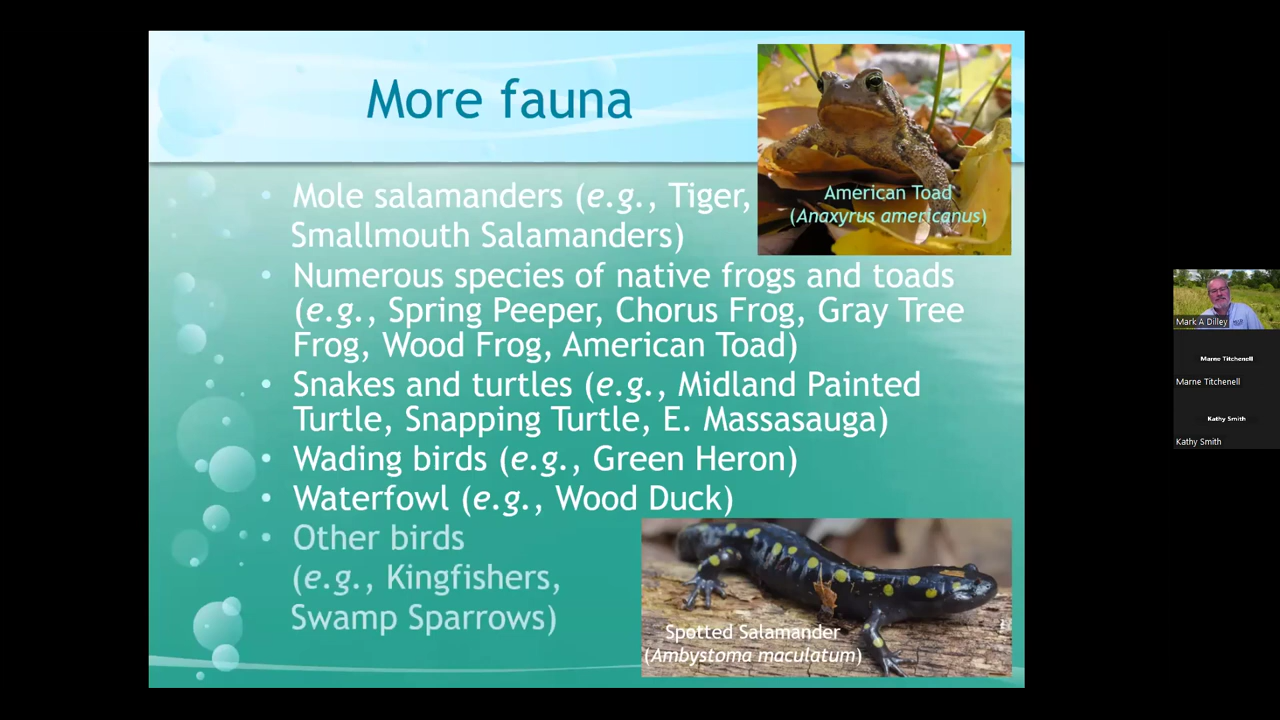 More fauna
American Toad
(Anaxyrus americanus)
• Mole salamanders (e.g., Tiger,
Smallmouth Salamanders)
• Numerous species of native frogs and toads
(e.g., Spring Peeper, Chorus Frog, Gray Tree
Frog, Wood Frog, American Toad)
• Snakes and turtles (e.g., Midland Painted
Turtle, Snapping Turtle, E. Massasauga)
• Wading birds (e.g., Green Heron)
• Waterfowl (e.g., Wood Duck)
• Other birds
(e.g., Kingfishers,
Swamp Sparrows)
Spotted Salamander
(Ambystoma maculatum)
Mark A Dilley
Marne Titchenell
Marne Titchenell
Kathy Smith
Kathy Smith